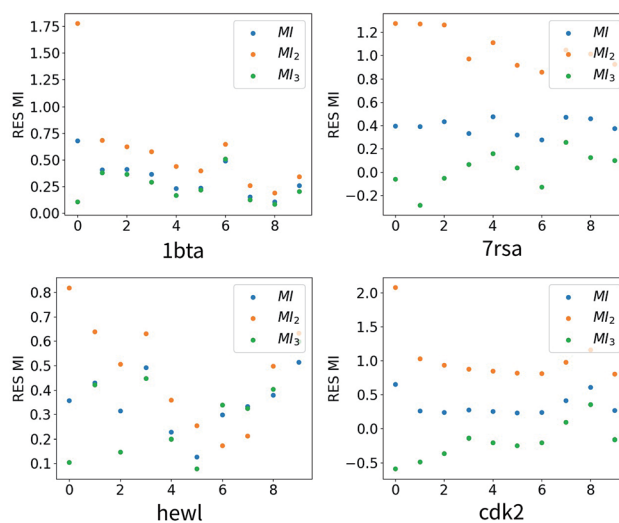 1.75
1.50
1.25
1.00
0.75
0.50
0.25
0.00
RES MI
MI
MI₂
MI₃
0 2 4 6 8
1bta
1.2
1.0
0.8
0.6
0.4
0.2
0.0
−0.2
RES MI
MI
MI₂
MI₃
0 2 4 6 8
7rsa
0.8
0.7
0.6
0.5
0.4
0.3
0.2
0.1
RES MI
MI
MI₂
MI₃
0 2 4 6 8
hewl
2.0
1.5
1.0
0.5
0.0
−0.5
RES MI
MI
MI₂
MI₃
0 2 4 6 8
cdk2